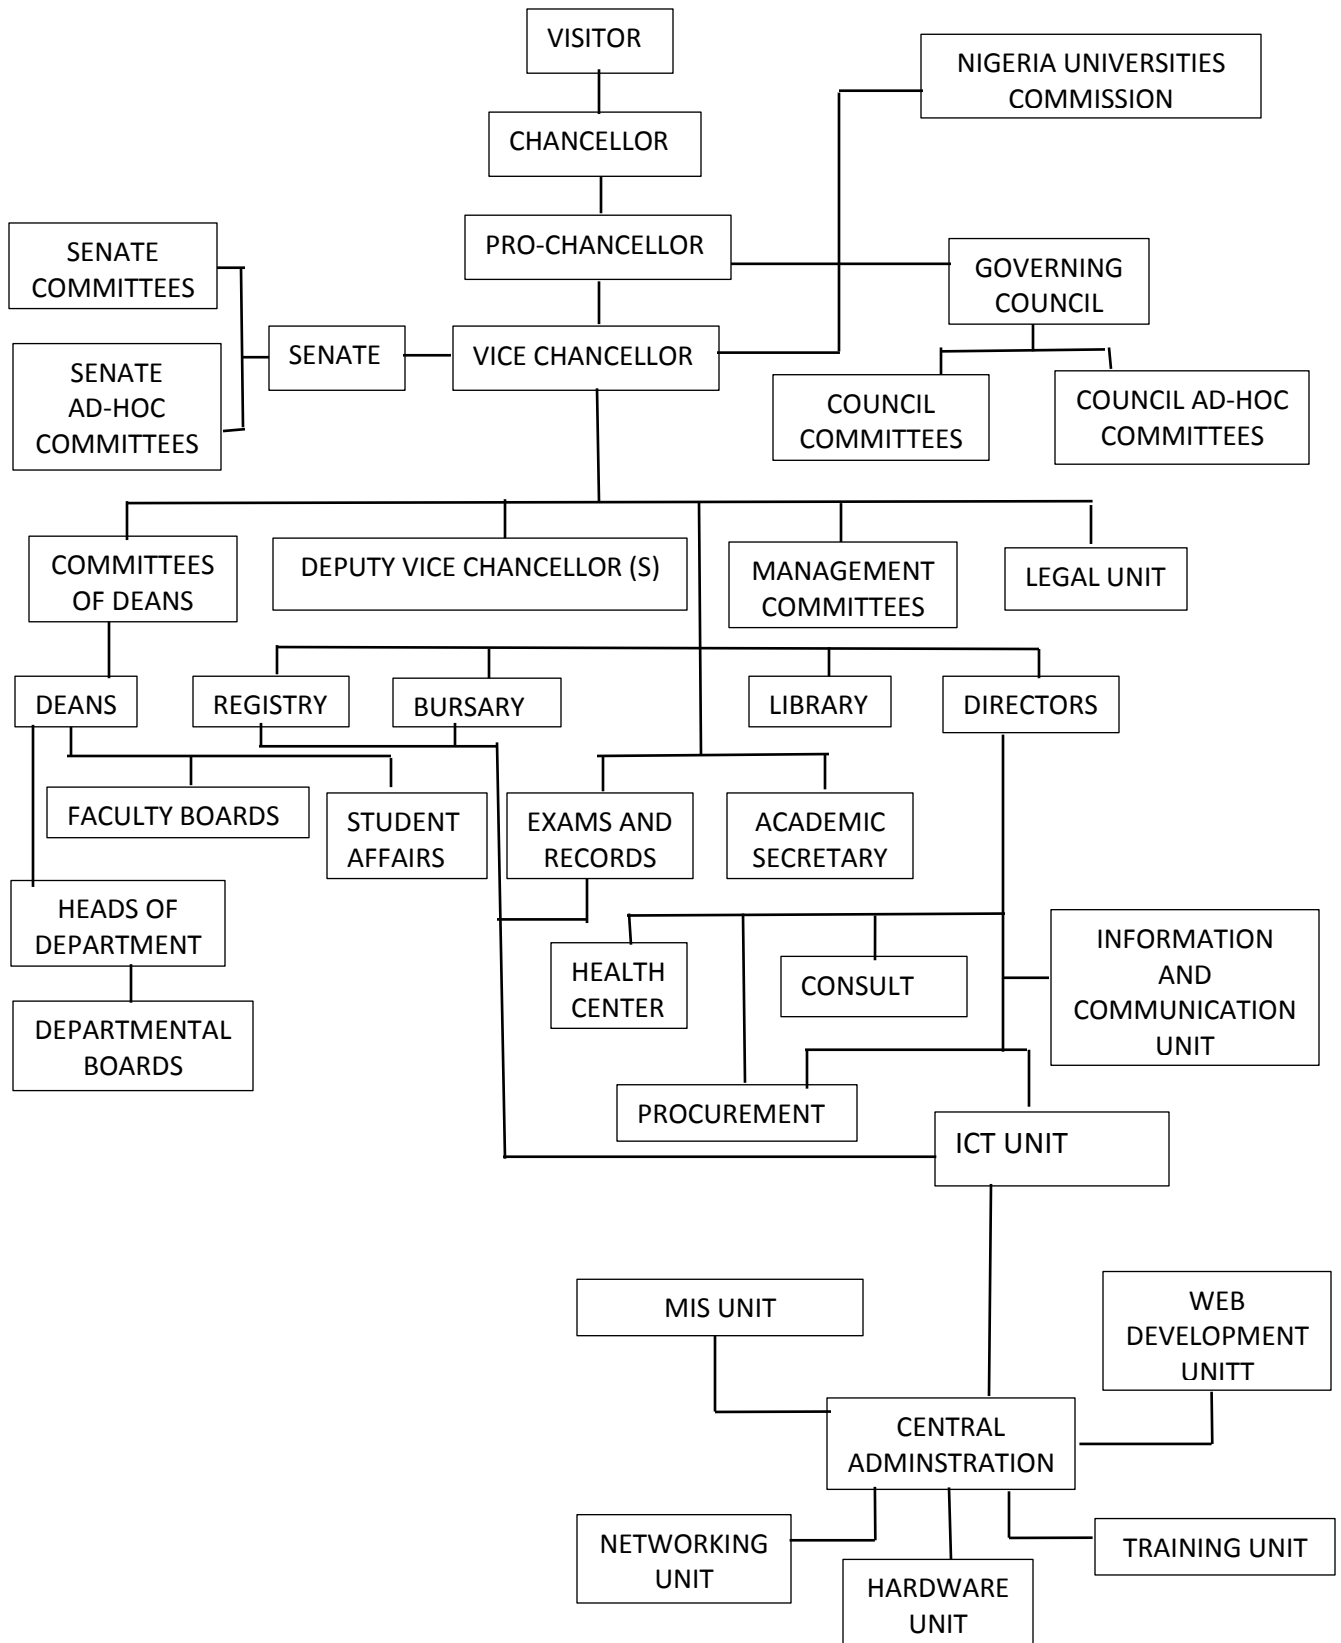 VISITOR
NIGERIA UNIVERSITIES
COMMISSION
CHANCELLOR
PRO-CHANCELLOR
SENATE
COMMITTEES
GOVERNING
COUNCIL
SENATE
VICE CHANCELLOR
SENATE
AD-HOC
COMMITTEES
COUNCIL
COMMITTEES
COUNCIL AD-HOC
COMMITTEES
COMMITTEES
OF DEANS
DEPUTY VICE CHANCELLOR (S)
MANAGEMENT
COMMITTEES
LEGAL UNIT
DEANS
REGISTRY
BURSARY
LIBRARY
DIRECTORS
FACULTY BOARDS
STUDENT
AFFAIRS
EXAMS AND
RECORDS
ACADEMIC
SECRETARY
HEADS OF
DEPARTMENT
HEALTH
CENTER
CONSULT
INFORMATION
AND
COMMUNICATION
UNIT
DEPARTMENTAL
BOARDS
PROCUREMENT
ICT UNIT
MIS UNIT
WEB
DEVELOPMENT
UNITT
CENTRAL
ADMINSTRATION
NETWORKING
UNIT
HARDWARE
UNIT
TRAINING UNIT